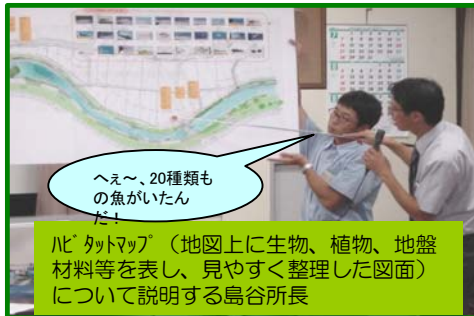 へぇ～、20種類も
の魚がいたん
だ！
ﾊﾋﾞﾀｯﾄﾏｯﾌﾟ（地図上に生物、植物、地盤
材料等を表し、見やすく整理した図面）
について説明する島谷所長